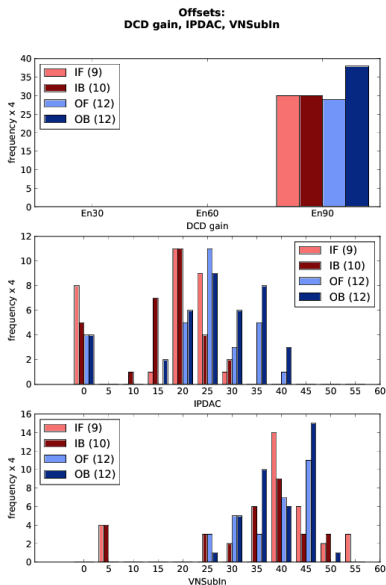 Offsets:
DCD gain, IPDAC, VNSubIn
40
35
30
25
20
15
10
5
0
frequency x 4
IF (9)
IB (10)
OF (12)
OB (12)
En30 En60 En90
DCD gain
12
10
8
6
4
2
0
frequency x 4
IF (9)
IB (10)
OF (12)
OB (12)
0 5 10 15 20 25 30 35 40 45 50 55 60
IPDAC
16
14
12
10
8
6
4
2
0
frequency x 4
IF (9)
IB (10)
OF (12)
OB (12)
0 5 10 15 20 25 30 35 40 45 50 55 60
VNSubIn